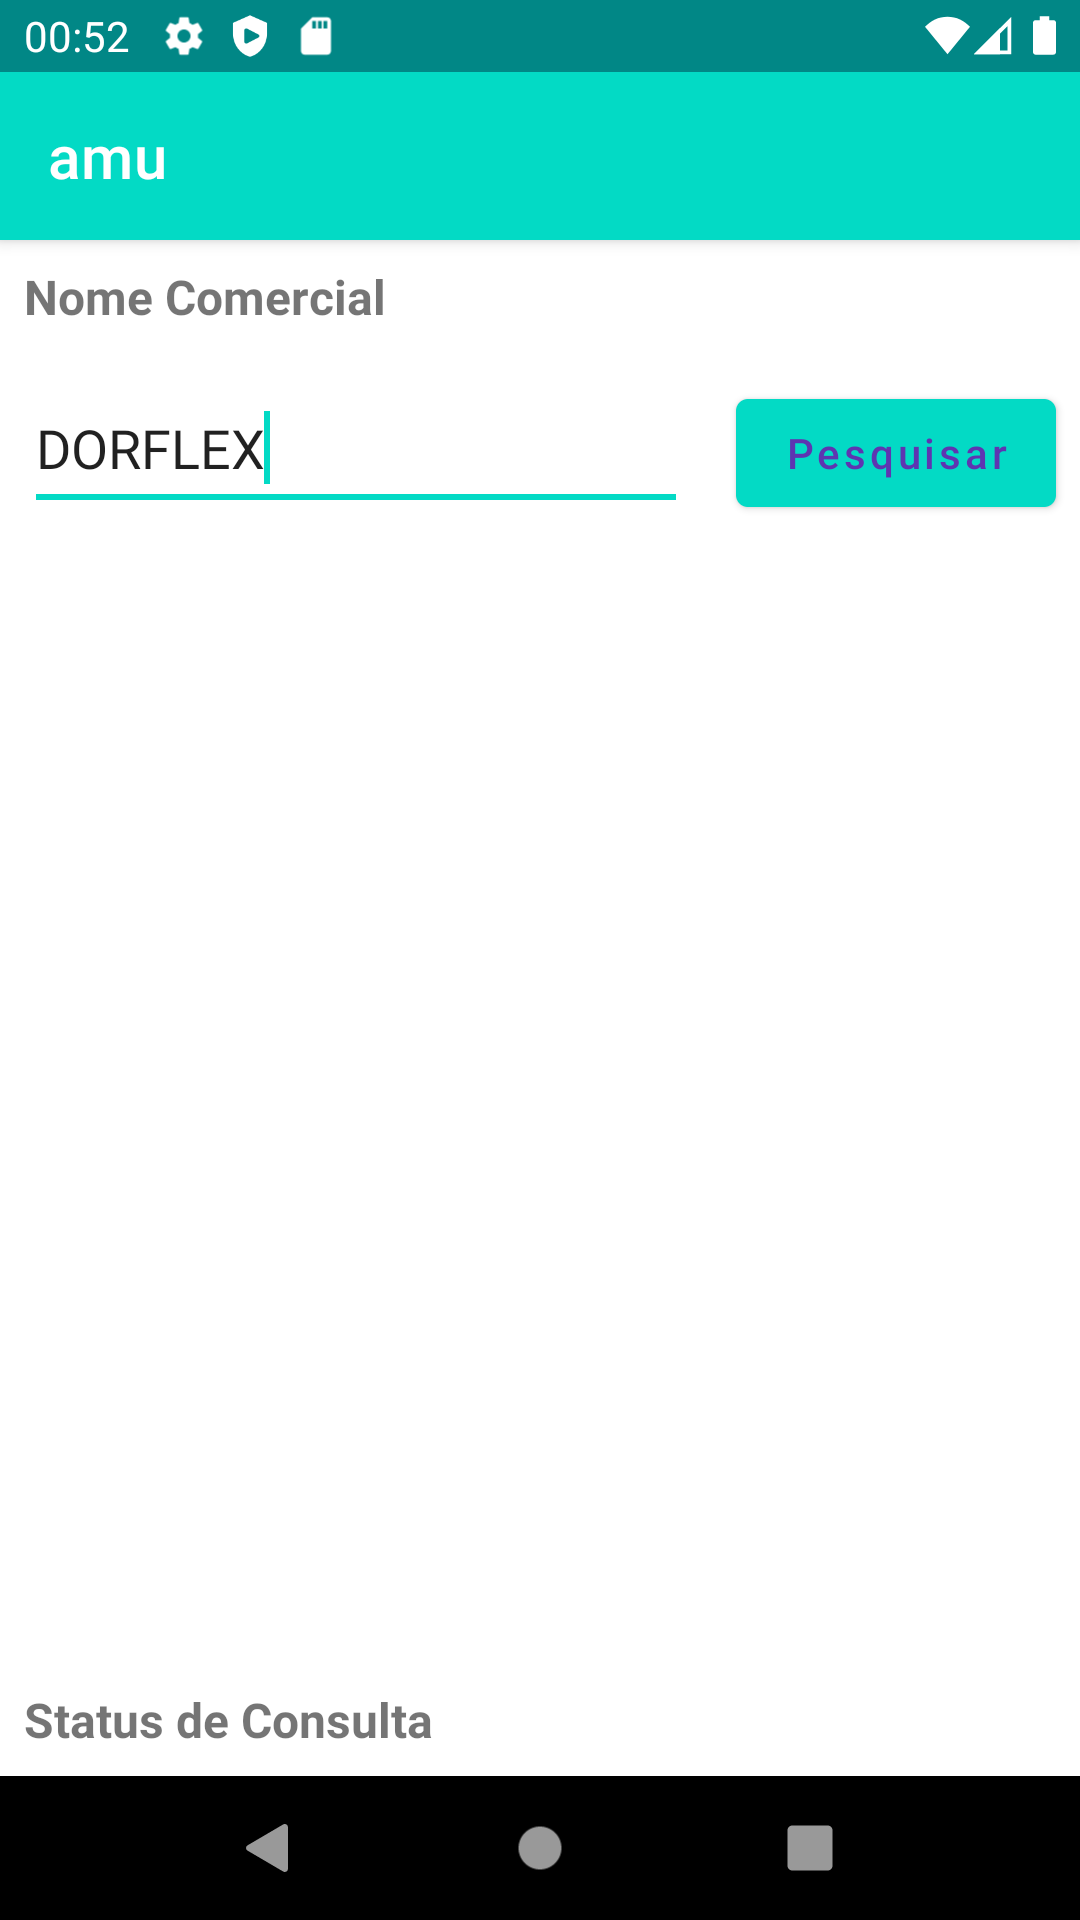 00:52
amu
Nome Comercial
DORFLEX
Pesquisar
Status de Consulta